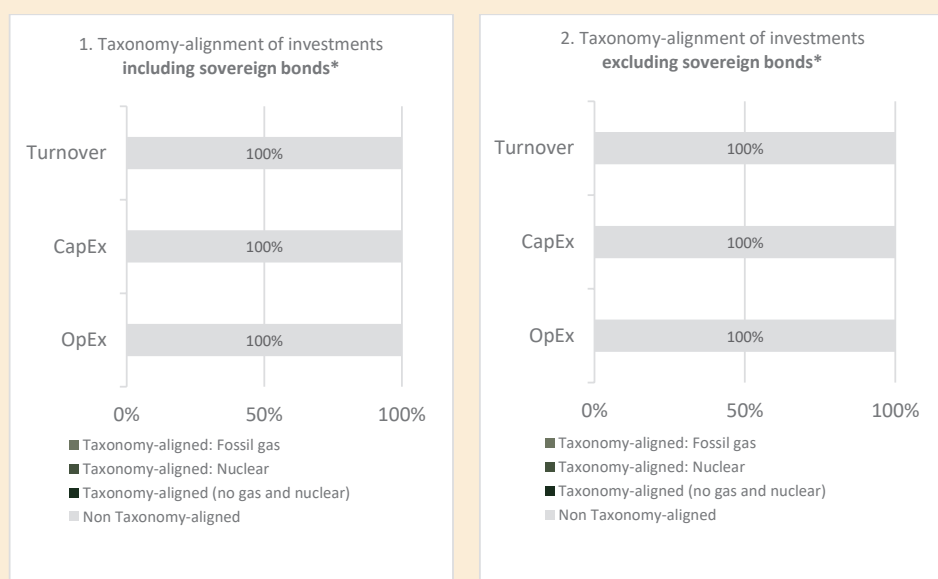 1. Taxonomy-alignment of investments
including sovereign bonds*
Turnover
100%
CapEx
100%
OpEx
100%
0%
50%
100%
Taxonomy-aligned: Fossil gas
Taxonomy-aligned: Nuclear
Taxonomy-aligned (no gas and nuclear)
Non Taxonomy-aligned
2. Taxonomy-alignment of investments
excluding sovereign bonds*
Turnover
100%
CapEx
100%
OpEx
100%
0%
50%
100%
Taxonomy-aligned: Fossil gas
Taxonomy-aligned: Nuclear
Taxonomy-aligned (no gas and nuclear)
Non Taxonomy-aligned